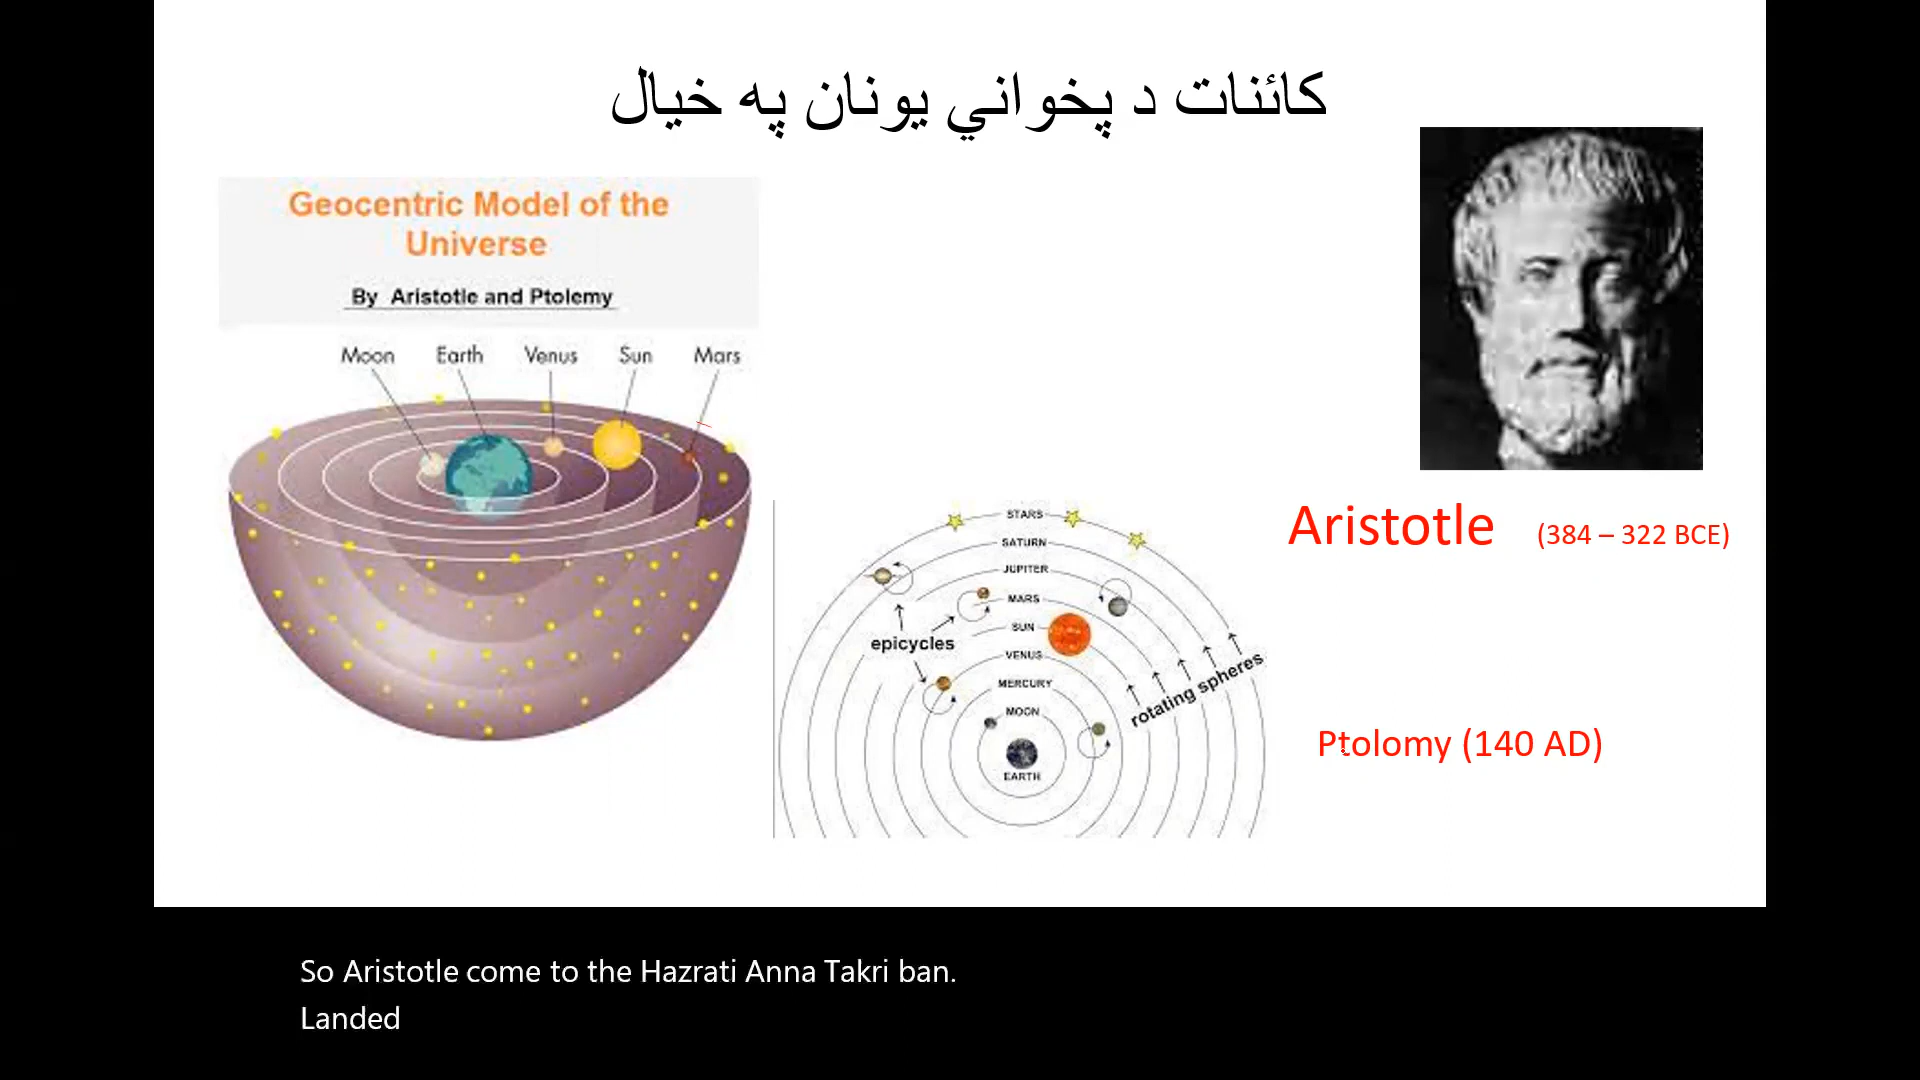 کائنات د پخواني يونان په خيال
Geocentric Model of the
Universe
By Aristotle and Ptolemy
Moon Earth Venus Sun Mars
STARS
SATURN
JUPITER
MARS
SUN
epicycles
VENUS
MERCURY
rotating spheres
MOON
EARTH
Aristotle (384 – 322 BCE)
Ptolomy (140 AD)
So Aristotle come to the Hazrati Anna Takri ban.
Landed